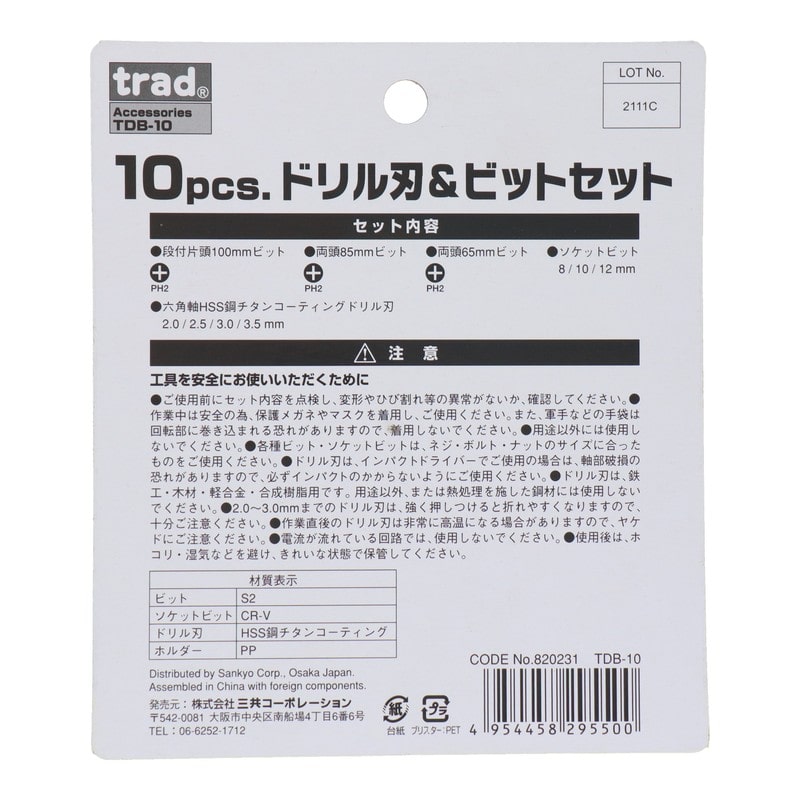 trad®
Accessories
TDB-10
LOT No.
2111C
10pcs.ドリル刃&ビットセット
セット内容
●段付片頭100mmビット ●両頭85mmビット ●両頭65mmビット ●ソケットビット
8 / 10 / 12 mm
PH2 PH2 PH2
●六角軸HSS鋼チタンコーティングドリル刃
2.0 / 2.5 / 3.0 / 3.5 mm
注 意
工具を安全にお使いいただくために
●ご使用前にセット内容を点検し、変形やひび割れ等の異常がないか、確認してください。●
作業中は安全の為、保護メガネやマスクを着用し、ご使用ください。また、軍手などの手袋は
回転部に巻き込まれる恐れがありますので、着用しないでください。●用途以外には使用し
ないでください。●各種ビット・ソケットビットは、ネジ・ボルト・ナットのサイズに合った
ものをご使用ください。●ドリル刃は、インパクトドライバーでご使用の場合は、軸部破損の
恐れがありますので、必ずインパクトのかからないようにご使用ください。●ドリル刃は、鉄
工・木材・軽合金・合成樹脂用です。用途以外、または熱処理を施した鋼材には使用しない
でください。●2.0〜3.0mmまでのドリル刃は、強く押しつけると折れやすくなりますので、
十分ご注意ください。●作業直後のドリル刃は非常に高温になる場合がありますので、ヤケ
ドにご注意ください。●電流が流れている回路では、使用しないでください。●使用後は、ホ
コリ・湿気などを避け、きれいな状態で保管してください。
材質表示
ビット S2
ソケットビット CR-V
ドリル刃 HSS鋼チタンコーティング
ホルダー PP
Distributed by Sankyo Corp., Osaka Japan.
Assembled in China with foreign components.
発売元：株式会社 三共コーポレーション
〒542-0081 大阪市中央区南船場4丁目6番6号
TEL：06-6252-1712
紙
台紙
プラ
ブリスター：PET
CODE No.820231 TDB-10
4 954458 295500